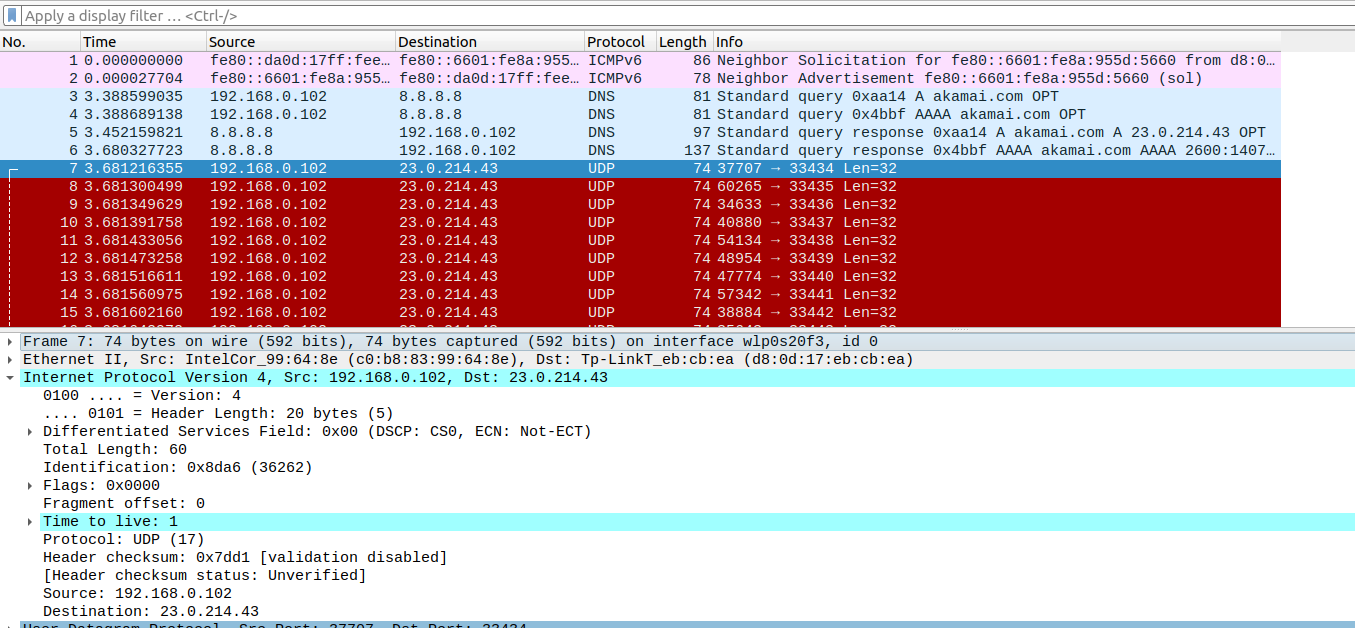 Apply a display filter … <Ctrl-/>
No. Time Source Destination Protocol Length Info
1 0.000000000 fe80::da0d:17ff:fee… fe80::6601:fe8a:955… ICMPv6 86 Neighbor Solicitation for fe80::6601:fe8a:955d:5660 from d8:0…
2 0.000027704 fe80::6601:fe8a:955… fe80::da0d:17ff:fee… ICMPv6 78 Neighbor Advertisement fe80::6601:fe8a:955d:5660 (sol)
3 3.388599035 192.168.0.102 8.8.8.8 DNS 81 Standard query 0xaa14 A akamai.com OPT
4 3.388689138 192.168.0.102 8.8.8.8 DNS 81 Standard query 0x4bbf AAAA akamai.com OPT
5 3.452159821 8.8.8.8 192.168.0.102 DNS 97 Standard query response 0xaa14 A akamai.com A 23.0.214.43 OPT
6 3.680327723 8.8.8.8 192.168.0.102 DNS 137 Standard query response 0x4bbf AAAA akamai.com AAAA 2600:1407…
7 3.681216355 192.168.0.102 23.0.214.43 UDP 74 37707 → 33434 Len=32
8 3.681300499 192.168.0.102 23.0.214.43 UDP 74 60265 → 33435 Len=32
9 3.681349629 192.168.0.102 23.0.214.43 UDP 74 34633 → 33436 Len=32
10 3.681391758 192.168.0.102 23.0.214.43 UDP 74 40880 → 33437 Len=32
11 3.681433056 192.168.0.102 23.0.214.43 UDP 74 54134 → 33438 Len=32
12 3.681473258 192.168.0.102 23.0.214.43 UDP 74 48954 → 33439 Len=32
13 3.681516611 192.168.0.102 23.0.214.43 UDP 74 47774 → 33440 Len=32
14 3.681560975 192.168.0.102 23.0.214.43 UDP 74 57342 → 33441 Len=32
15 3.681602160 192.168.0.102 23.0.214.43 UDP 74 38884 → 33442 Len=32
Frame 7: 74 bytes on wire (592 bits), 74 bytes captured (592 bits) on interface wlp0s20f3, id 0
Ethernet II, Src: IntelCor_99:64:8e (c0:b8:83:99:64:8e), Dst: Tp-LinkT_eb:cb:ea (d8:0d:17:eb:cb:ea)
Internet Protocol Version 4, Src: 192.168.0.102, Dst: 23.0.214.43
0100 .... = Version: 4
.... 0101 = Header Length: 20 bytes (5)
Differentiated Services Field: 0x00 (DSCP: CS0, ECN: Not-ECT)
Total Length: 60
Identification: 0x8da6 (36262)
Flags: 0x0000
Fragment offset: 0
Time to live: 1
Protocol: UDP (17)
Header checksum: 0x7dd1 [validation disabled]
[Header checksum status: Unverified]
Source: 192.168.0.102
Destination: 23.0.214.43
User Datagram Protocol, Src Port: 37707, Dst Port: 33434